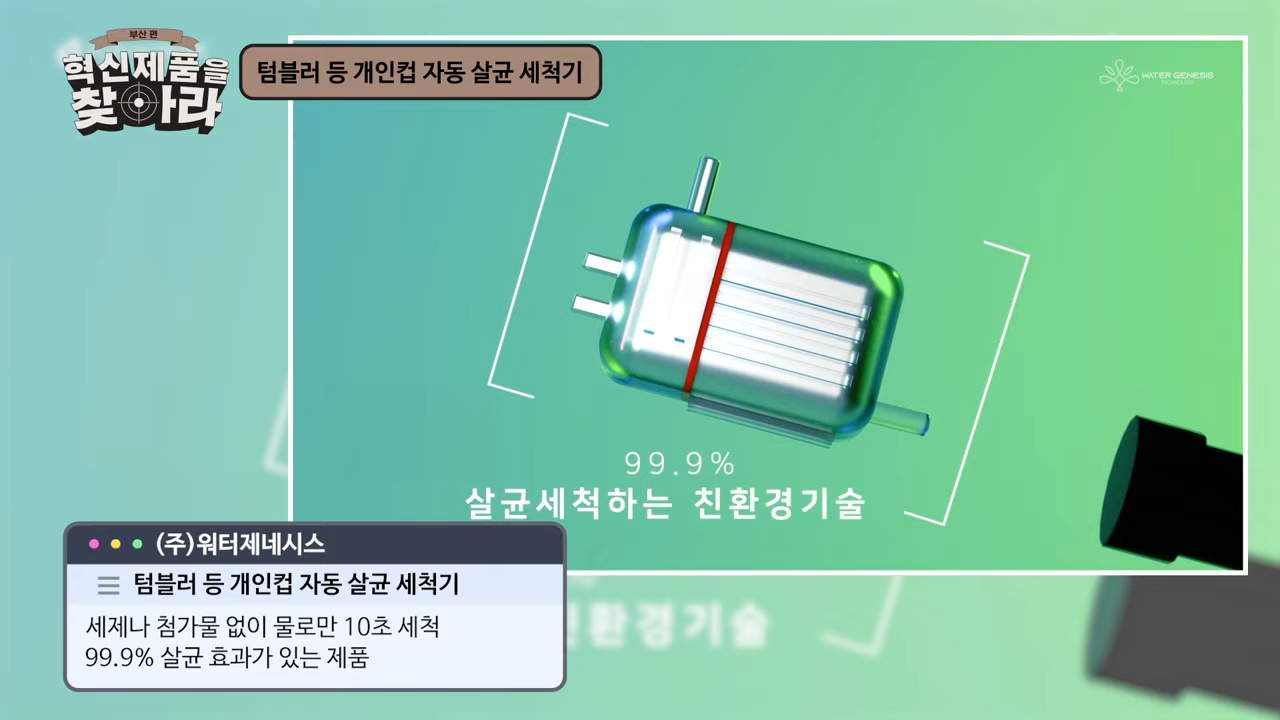 부산 편
혁신제품을
찾아라
텀블러 등 개인컵 자동 살균 세척기
WATER GENESIS
TECHNOLOGY
99.9%
살균세척하는 친환경기술
(주)워터제네시스
텀블러 등 개인컵 자동 살균 세척기
세제나 첨가물 없이 물로만 10초 세척
99.9% 살균 효과가 있는 제품
환경기술